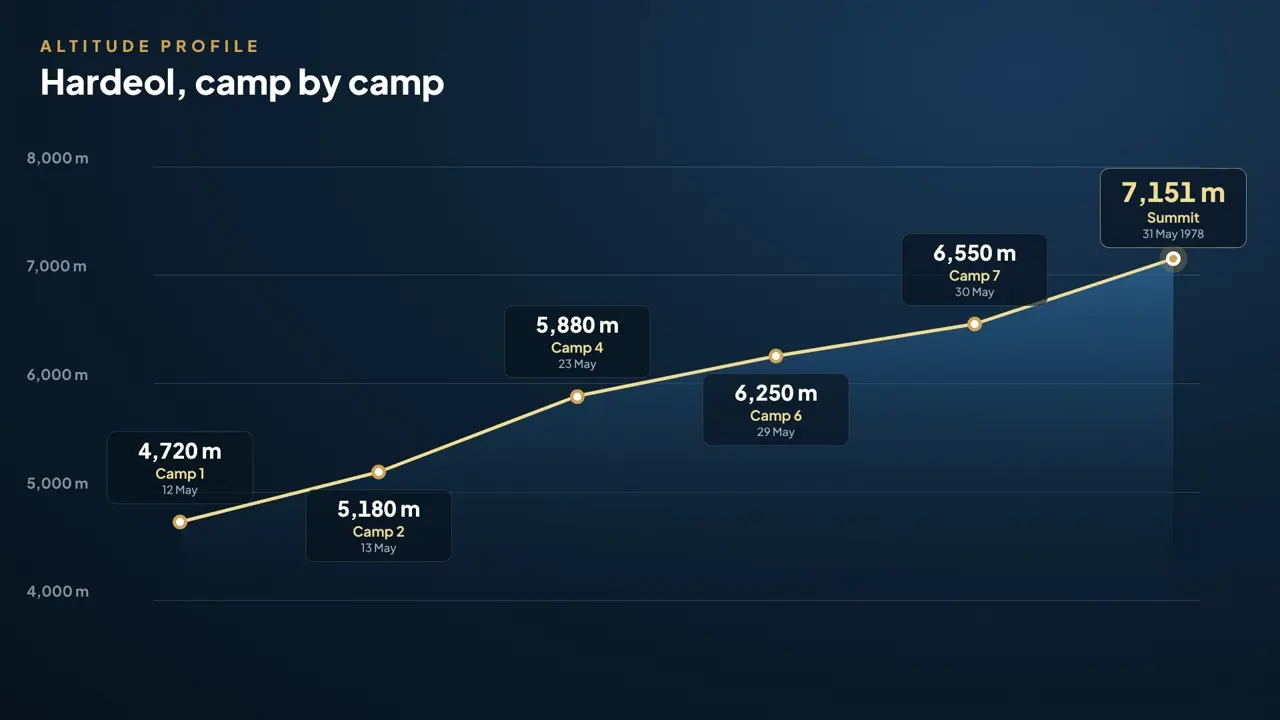 ALTITUDE PROFILE
Hardeol, camp by camp
8,000 m
7,000 m
6,000 m
5,000 m
4,000 m
4,720 m
Camp 1
12 May
5,180 m
Camp 2
13 May
5,880 m
Camp 4
23 May
6,250 m
Camp 6
29 May
6,550 m
Camp 7
30 May
7,151 m
Summit
31 May 1978